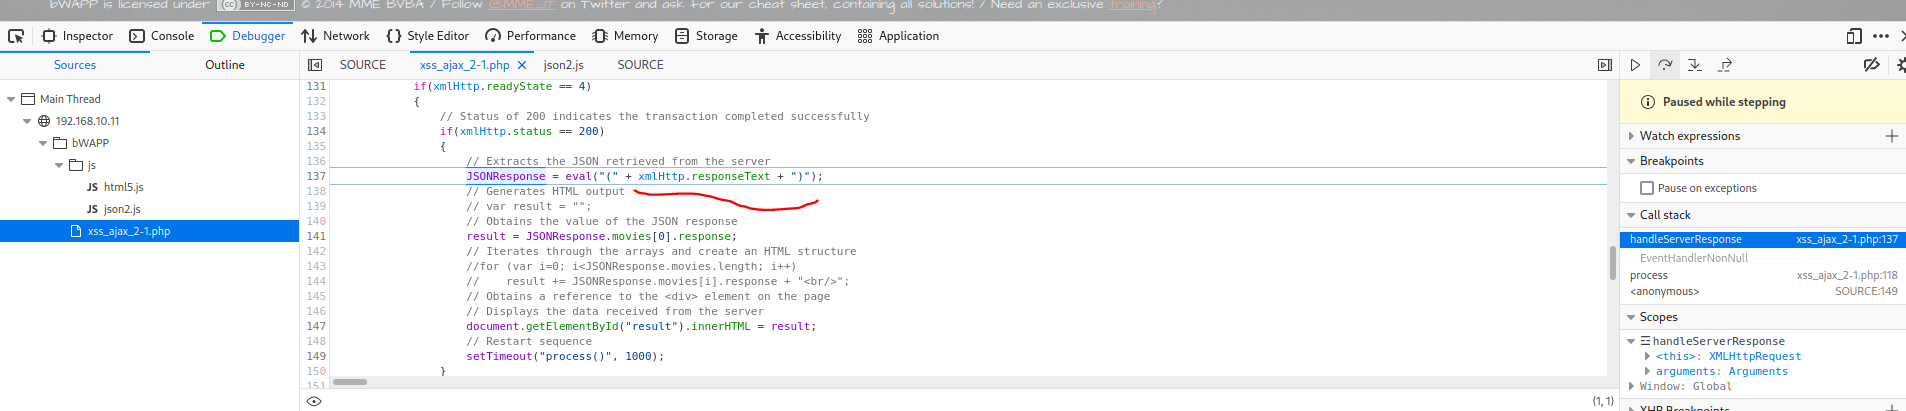 bWAPP is licensed under (cc) BY-NC-ND © 2014 MME BVBA / Follow @MME_IT on Twitter and ask for our cheat sheet, containing all solutions! / Need an exclusive training?
Inspector Console Debugger Network Style Editor Performance Memory Storage Accessibility Application
Sources Outline SOURCE xss_ajax_2-1.php json2.js SOURCE
Main Thread
192.168.10.11
bWAPP
js
JS html5.js
JS json2.js
xss_ajax_2-1.php
131 if(xmlHttp.readyState == 4)
132 {
133 // Status of 200 indicates the transaction completed successfully
134 if(xmlHttp.status == 200)
135 {
136 // Extracts the JSON retrieved from the server
137 JSONResponse = eval("(" + xmlHttp.responseText + ")");
138 // Generates HTML output
139 // var result = "";
140 // Obtains the value of the JSON response
141 result = JSONResponse.movies[0].response;
142 // Iterates through the arrays and create an HTML structure
143 //for (var i=0; i<JSONResponse.movies.length; i++)
144 // result += JSONResponse.movies[i].response + "<br/>";
145 // Obtains a reference to the <div> element on the page
146 // Displays the data received from the server
147 document.getElementById("result").innerHTML = result;
148 // Restart sequence
149 setTimeout("process()", 1000);
150 }
151
(1, 1)
Paused while stepping
Watch expressions
Breakpoints
Pause on exceptions
Call stack
handleServerResponse xss_ajax_2-1.php:137
EventHandlerNonNull
process xss_ajax_2-1.php:118
<anonymous> SOURCE:149
Scopes
handleServerResponse
<this>: XMLHttpRequest
arguments: Arguments
Window: Global
XHR Breakpoints